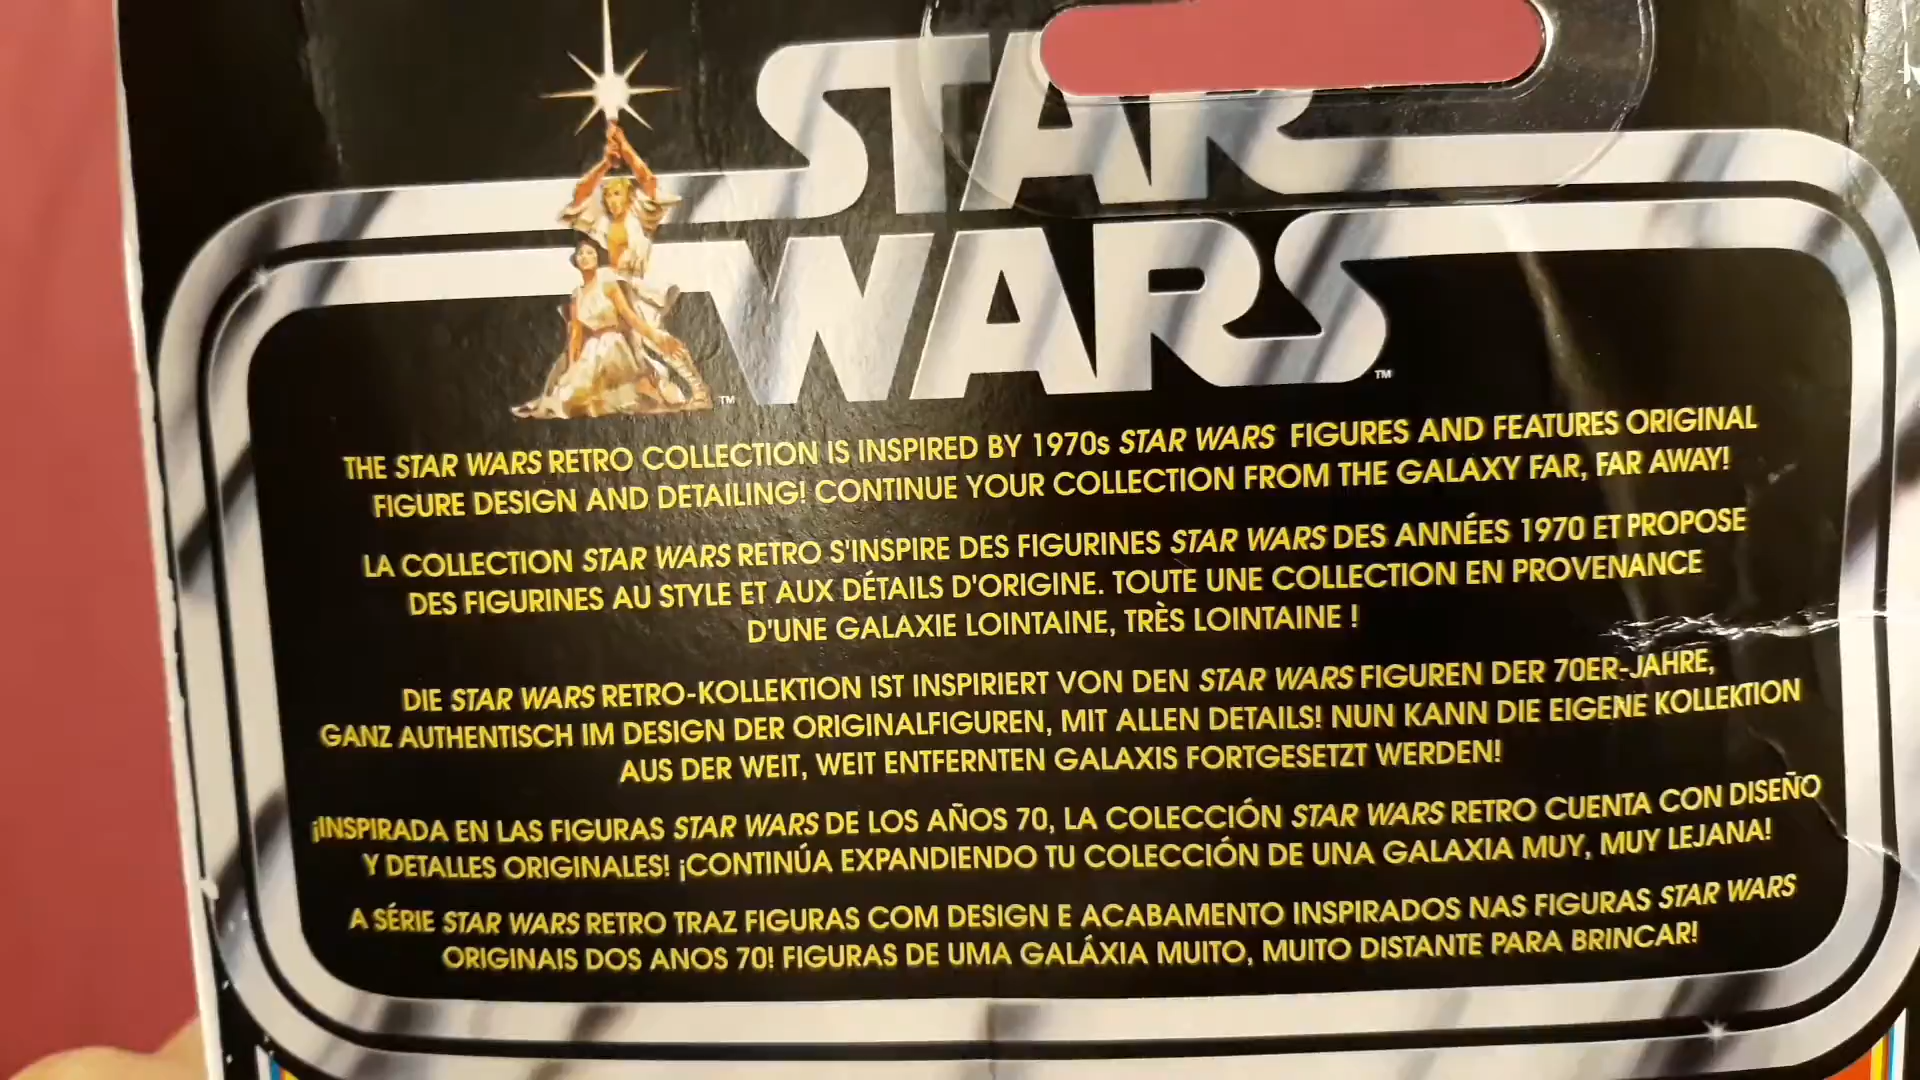 STAR
WARS
TM
TM
THE STAR WARS RETRO COLLECTION IS INSPIRED BY 1970s STAR WARS FIGURES AND FEATURES ORIGINAL
FIGURE DESIGN AND DETAILING! CONTINUE YOUR COLLECTION FROM THE GALAXY FAR, FAR AWAY!
LA COLLECTION STAR WARS RETRO S'INSPIRE DES FIGURINES STAR WARS DES ANNÉES 1970 ET PROPOSE
DES FIGURINES AU STYLE ET AUX DÉTAILS D'ORIGINE. TOUTE UNE COLLECTION EN PROVENANCE
D'UNE GALAXIE LOINTAINE, TRÈS LOINTAINE !
DIE STAR WARS RETRO-KOLLEKTION IST INSPIRIERT VON DEN STAR WARS FIGUREN DER 70ER-JAHRE,
GANZ AUTHENTISCH IM DESIGN DER ORIGINALFIGUREN, MIT ALLEN DETAILS! NUN KANN DIE EIGENE KOLLEKTION
AUS DER WEIT, WEIT ENTFERNTEN GALAXIS FORTGESETZT WERDEN!
¡INSPIRADA EN LAS FIGURAS STAR WARS DE LOS AÑOS 70, LA COLECCIÓN STAR WARS RETRO CUENTA CON DISEÑO
Y DETALLES ORIGINALES! ¡CONTINÚA EXPANDIENDO TU COLECCIÓN DE UNA GALAXIA MUY, MUY LEJANA!
A SÉRIE STAR WARS RETRO TRAZ FIGURAS COM DESIGN E ACABAMENTO INSPIRADOS NAS FIGURAS STAR WARS
ORIGINAIS DOS ANOS 70! FIGURAS DE UMA GALÁXIA MUITO, MUITO DISTANTE PARA BRINCAR!